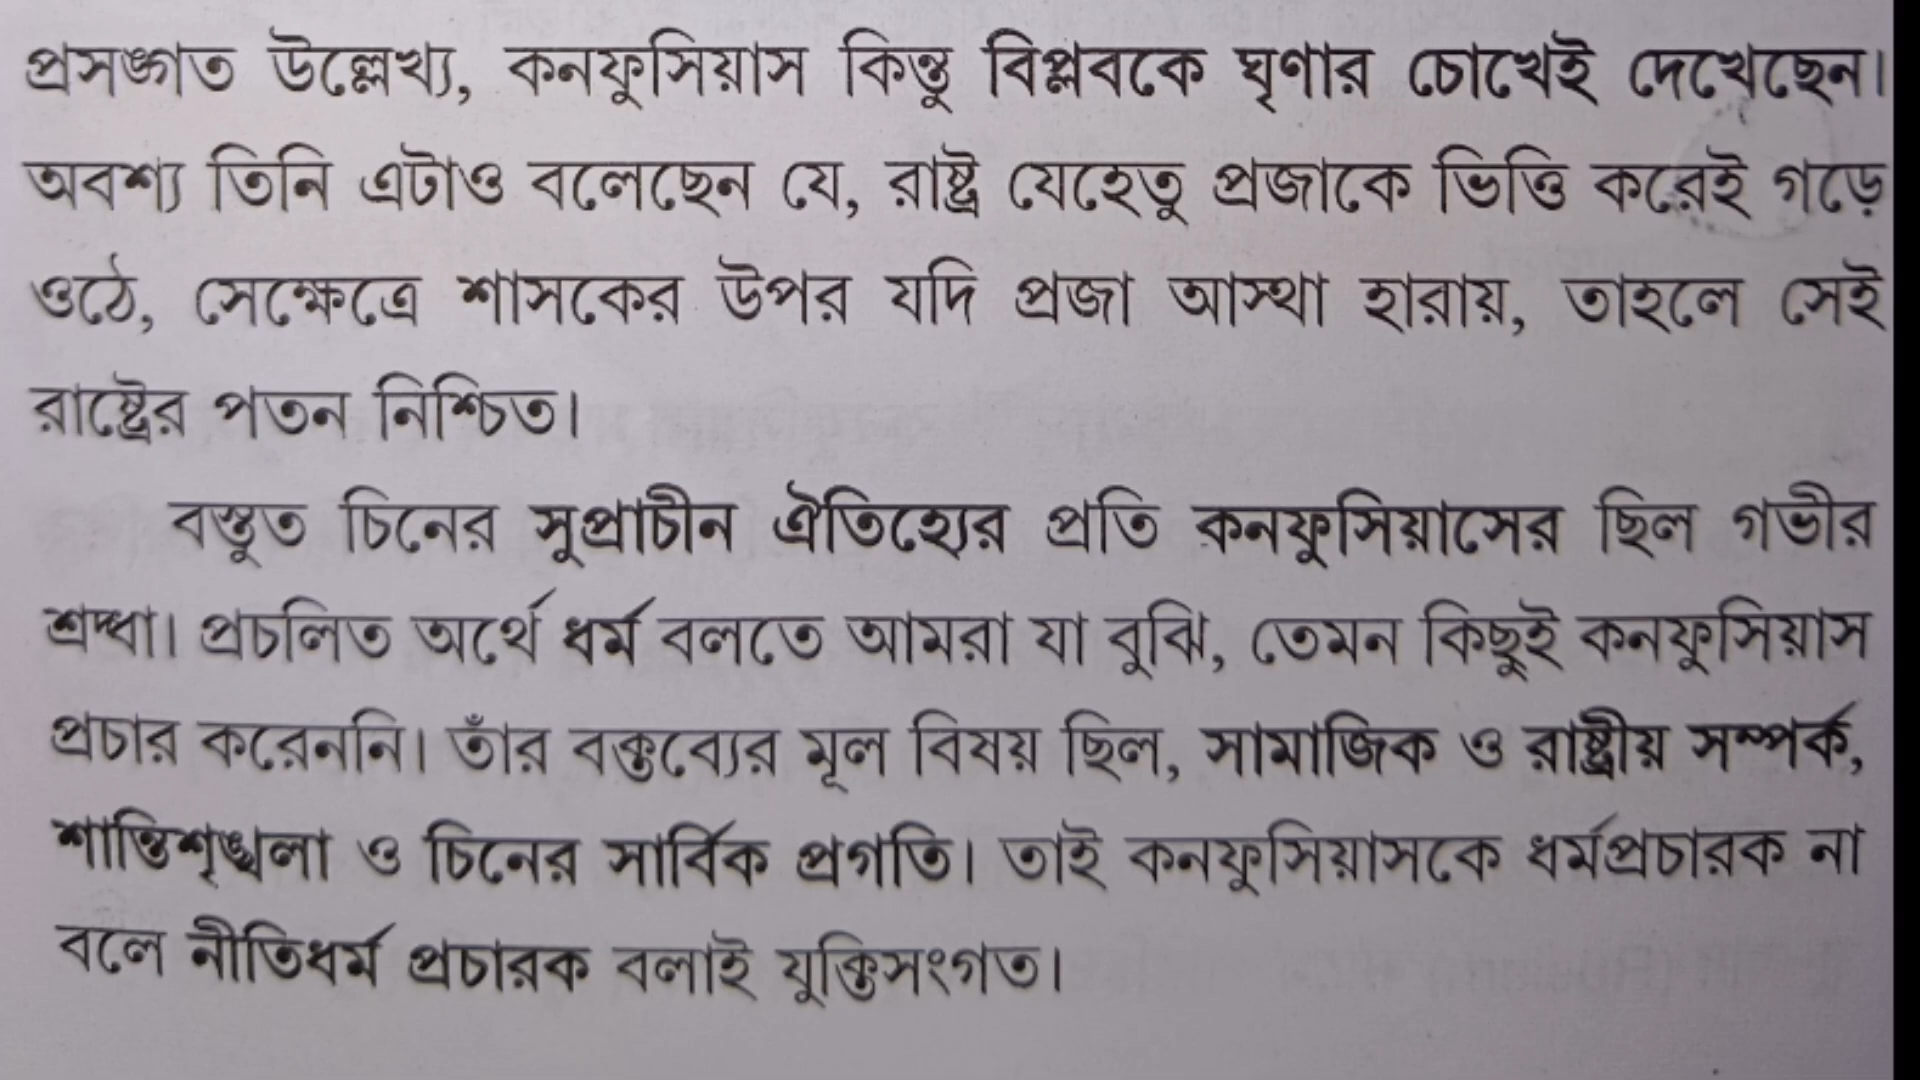 প্রসঙ্গত উল্লেখ্য, কনফুসিয়াস কিন্তু বিপ্লবকে ঘৃণার চোখেই দেখেছেন।
অবশ্য তিনি এটাও বলেছেন যে, রাষ্ট্র যেহেতু প্রজাকে ভিত্তি করেই গড়ে
ওঠে, সেক্ষেত্রে শাসকের উপর যদি প্রজা আস্থা হারায়, তাহলে সেই
রাষ্ট্রের পতন নিশ্চিত।
বস্তুত চিনের সুপ্রাচীন ঐতিহ্যের প্রতি কনফুসিয়াসের ছিল গভীর
শ্রদ্ধা। প্রচলিত অর্থে ধর্ম বলতে আমরা যা বুঝি, তেমন কিছুই কনফুসিয়াস
প্রচার করেননি। তাঁর বক্তব্যের মূল বিষয় ছিল, সামাজিক ও রাষ্ট্রীয় সম্পর্ক,
শান্তিশৃঙ্খলা ও চিনের সার্বিক প্রগতি। তাই কনফুসিয়াসকে ধর্মপ্রচারক না
বলে নীতিধর্ম প্রচারক বলাই যুক্তিসংগত।